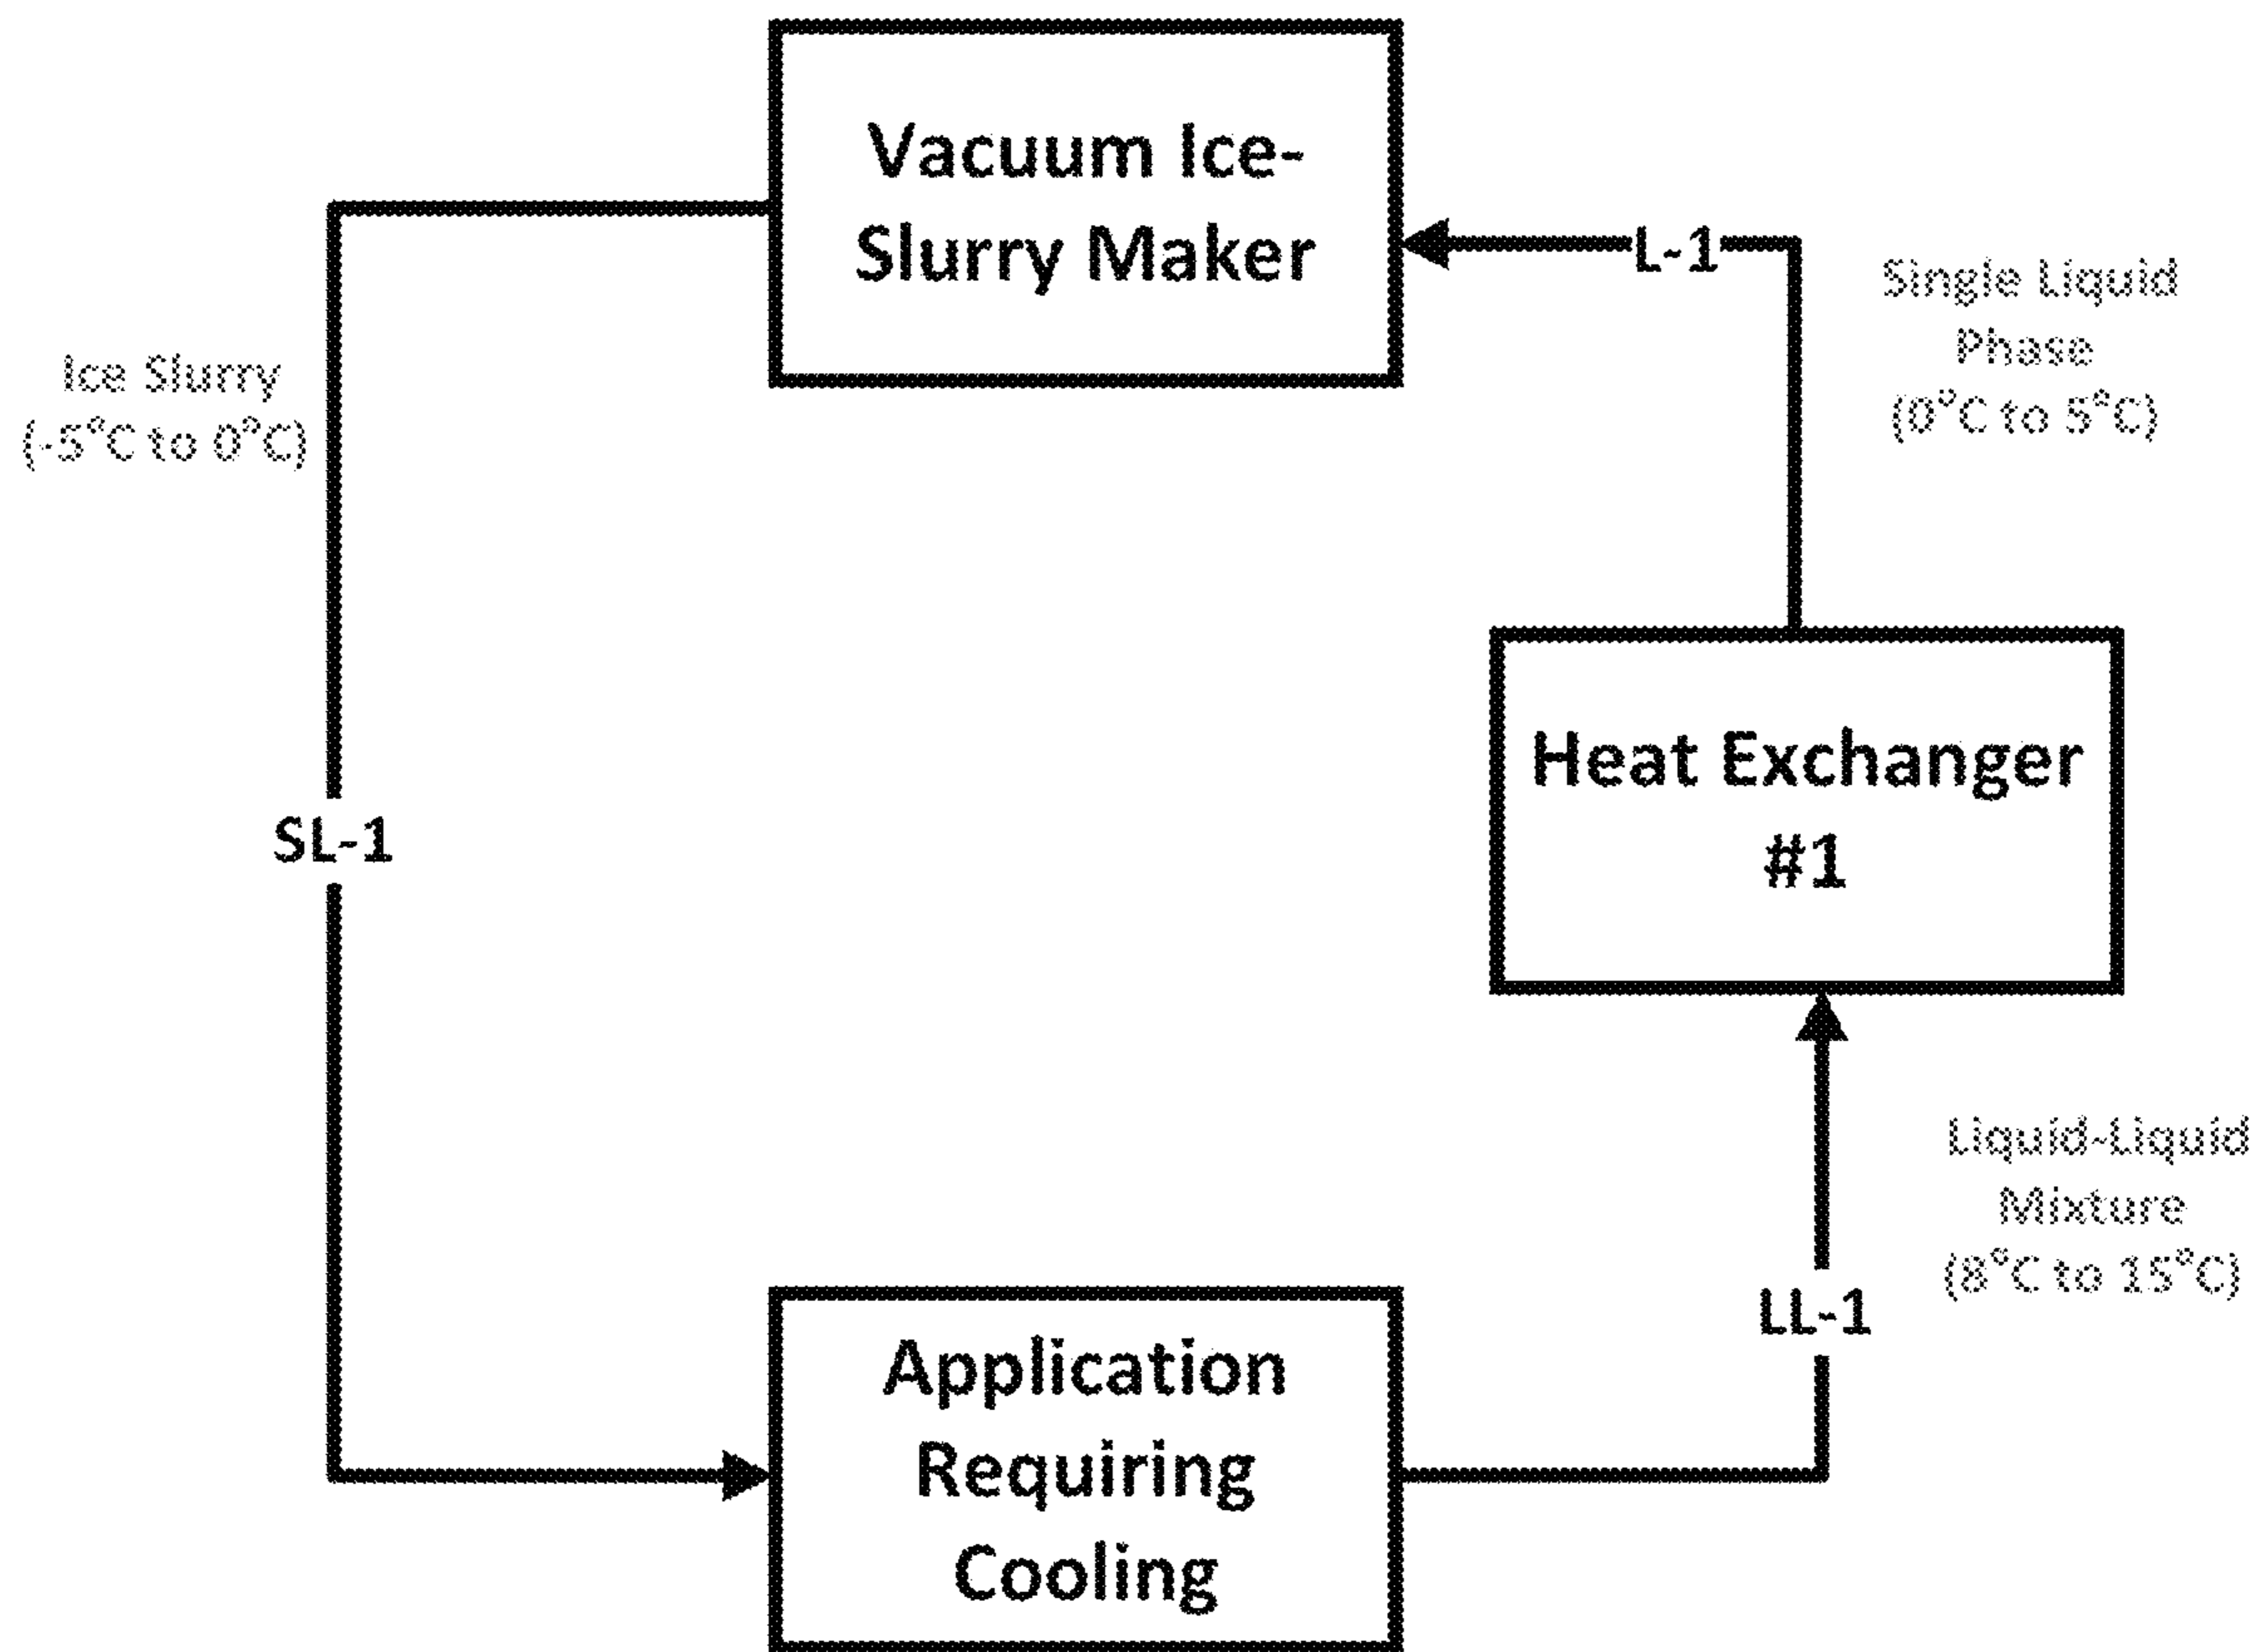 Vacuum Ice-
Slurry Maker
L-1
Single Liquid
Phase
(0°C to 5°C)
Ice Slurry
(-5°C to 0°C)
SL-1
Heat Exchanger
#1
Liquid-Liquid
Mixture
(8°C to 15°C)
LL-1
Application
Requiring
Cooling